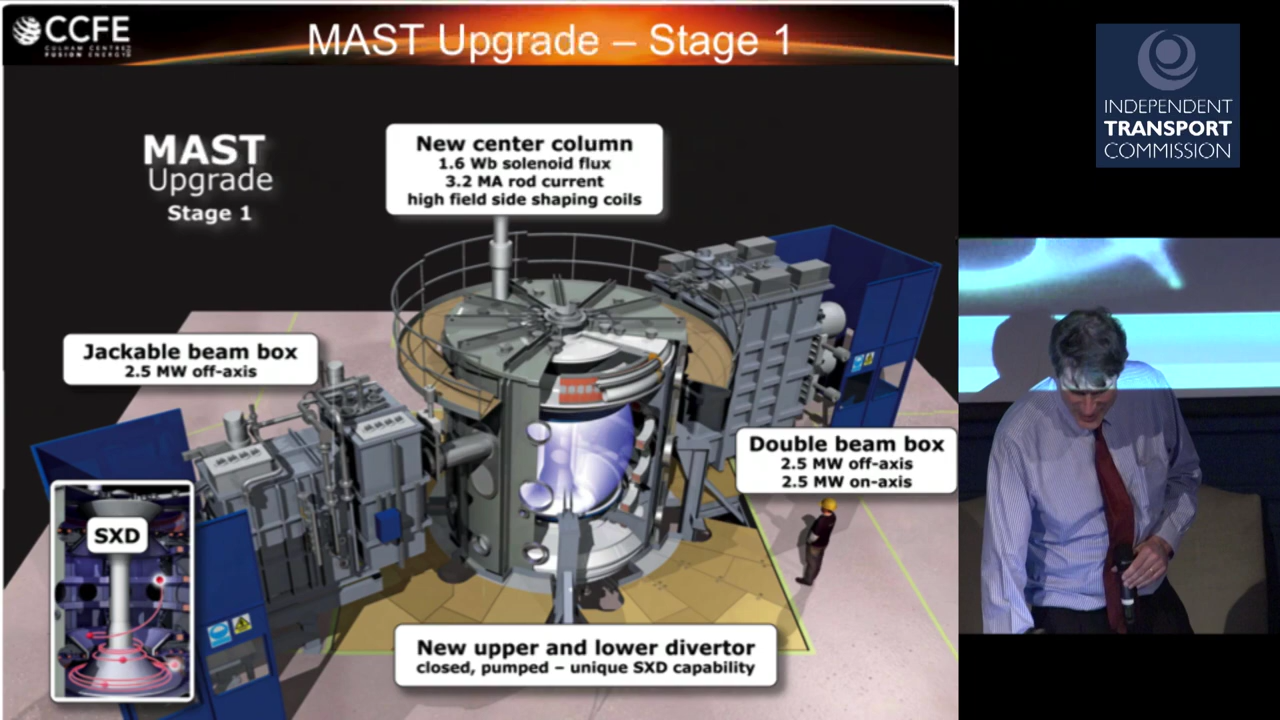 CCFE
CULHAM CENTRE
FUSION ENERGY
MAST Upgrade – Stage 1
INDEPENDENT
TRANSPORT
COMMISSION
MAST
Upgrade
Stage 1
New center column
1.6 Wb solenoid flux
3.2 MA rod current
high field side shaping coils
Jackable beam box
2.5 MW off-axis
Double beam box
2.5 MW off-axis
2.5 MW on-axis
SXD
New upper and lower divertor
closed, pumped – unique SXD capability